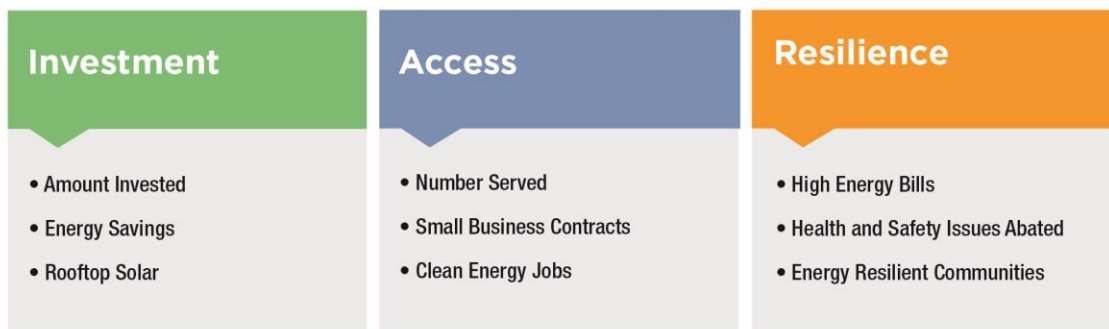 Investment
• Amount Invested
• Energy Savings
• Rooftop Solar
Access
• Number Served
• Small Business Contracts
• Clean Energy Jobs
Resilience
• High Energy Bills
• Health and Safety Issues Abated
• Energy Resilient Communities